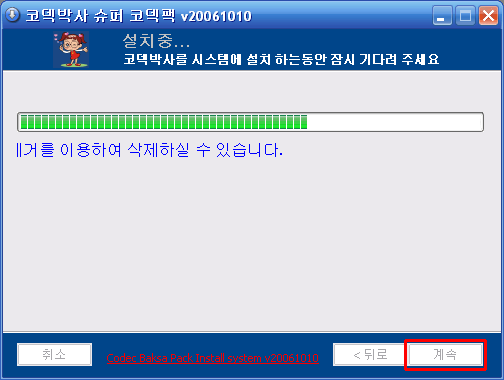 코덱박사 슈퍼 코덱팩 v20061010
설치중...
코덱박사를 시스템에 설치 하는동안 잠시 기다려 주세요
거를 이용하여 삭제하실 수 있습니다.
취소
Codec Baksa Pack Install system v20061010
< 뒤로
계속